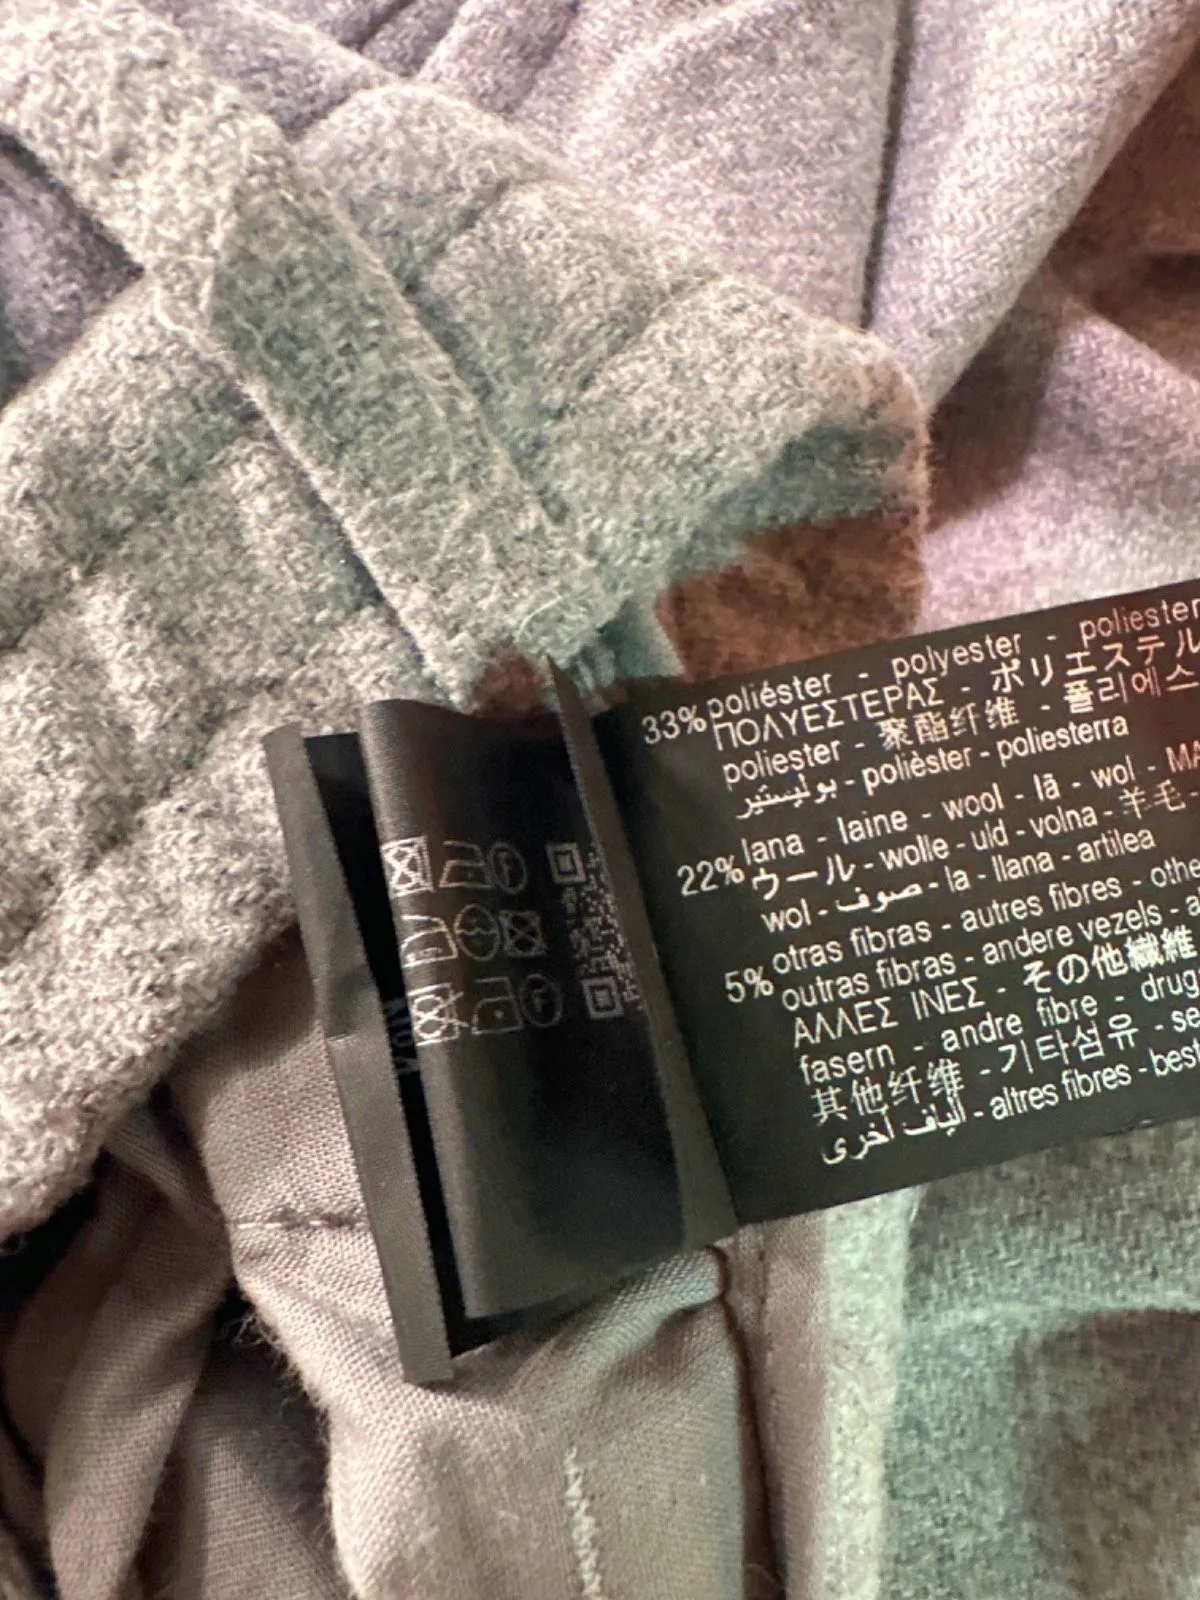 33% poliéster - polyester - poliester
ΠΟΛΥΕΣΤΕΡΑΣ - ポリエステル
poliester - 聚酯纤维 - 폴리에스
بوليستير - polièster - poliesterra
22% lana - laine - wool - lã - wol - MA
ウール - wolle - uld - volna - 羊毛 -
wol - صوف - la - llana - artilea
5% otras fibras - autres fibres - othe
outras fibras - andere vezels - a
ΑΛΛΕΣ ΙΝΕΣ - その他繊維
fasern - andre fibre - drug
其他纤维 - 기타섬유 - se
ألياف أخرى - altres fibres - best